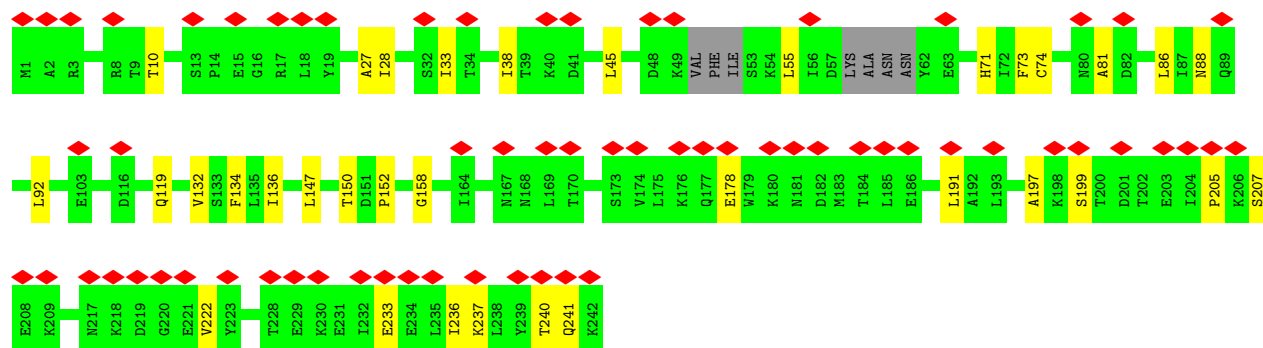 M1 A2 R3 R8 T9 T10 S13 P14 E15 G16 R17 L18 Y19 A27 I28 S32 I33 T34 I38 T39 K40 D41 L45 D48 K49 VAL PHE ILE S53 K54 L55 I56 D57 LYS ALA ASN ASN Y62 E63 H71 I72 F73 C74 N80 A81 D82 L86 I87 N88 Q89
L92 E103 D116 Q119 V132 S133 F134 L135 I136 L147 T150 D151 P152 G158 I164 N167 N168 L169 T170 S173 V174 L175 K176 Q177 E178 W179 K180 N181 D182 M183 T184 L185 E186 L191 A192 L193 A197 K198 S199 T200 D201 T202 E203 I204 P205 K206 S207
E208 K209 N217 K218 D219 G220 E221 V222 Y223 T228 E229 K230 E231 I232 E233 E234 L235 I236 K237 L238 Y239 T240 Q241 K242